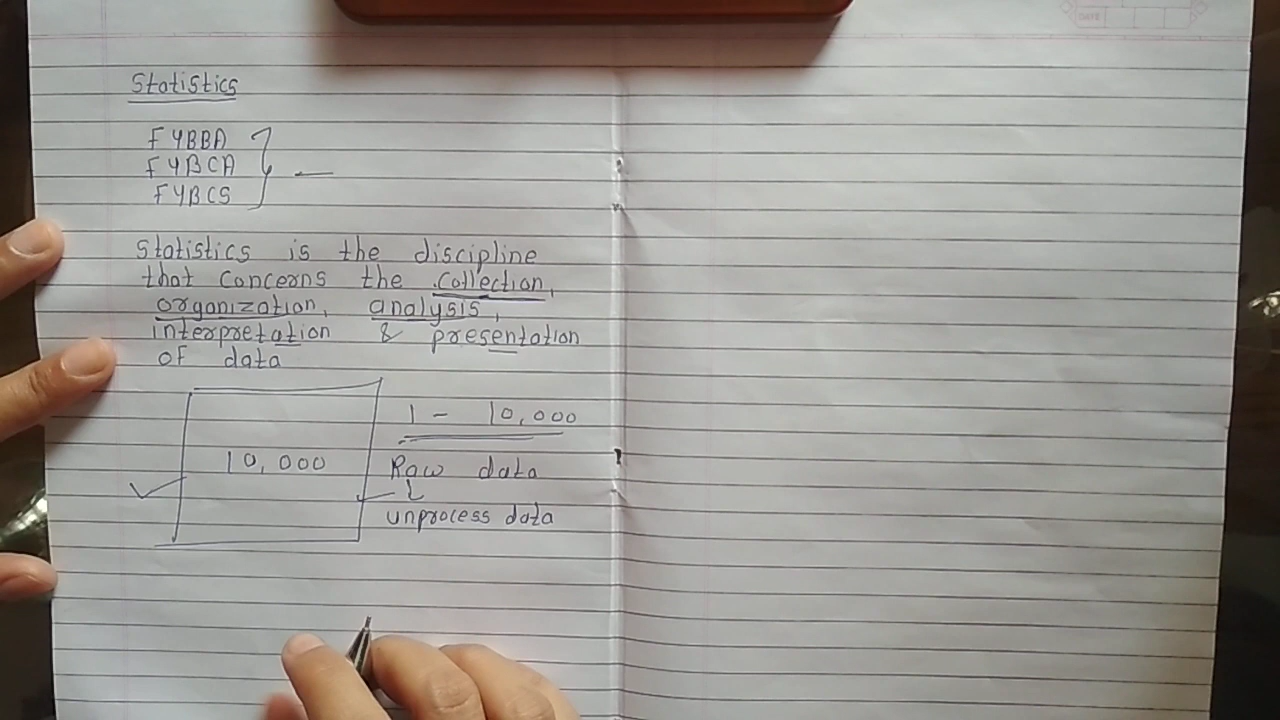 DATE
Statistics
FYBBA
FYBCA
FYBCS
Statistics is the discipline
that concerns the collection,
organization, analysis,
interpretation & presentation
of data
10,000
1 - 10,000
Raw data
unprocess data